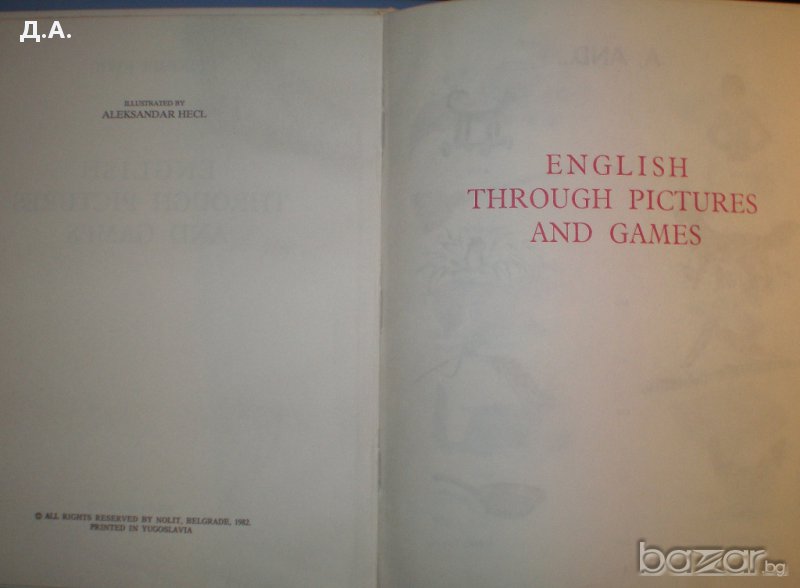 Д.А.
ILLUSTRATED BY
ALEKSANDAR HECL
© ALL RIGHTS RESERVED BY NOLIT, BELGRADE, 1982.
PRINTED IN YUGOSLAVIA
ENGLISH
THROUGH PICTURES
AND GAMES
bazar.bg